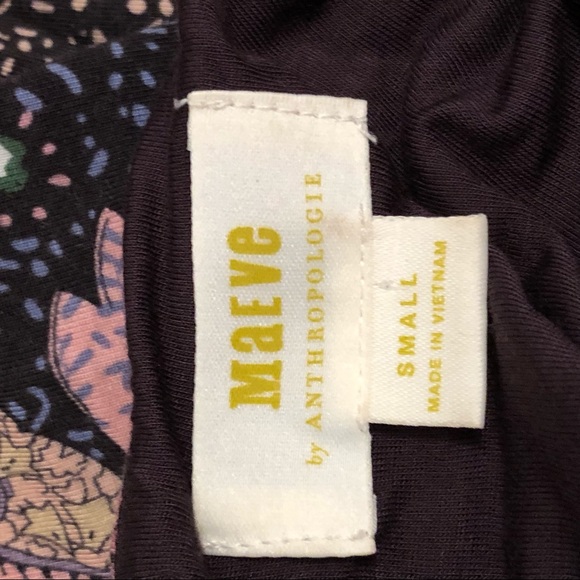 Maeve
by ANTHROPOLOGIE
SMALL
MADE IN VIETNAM